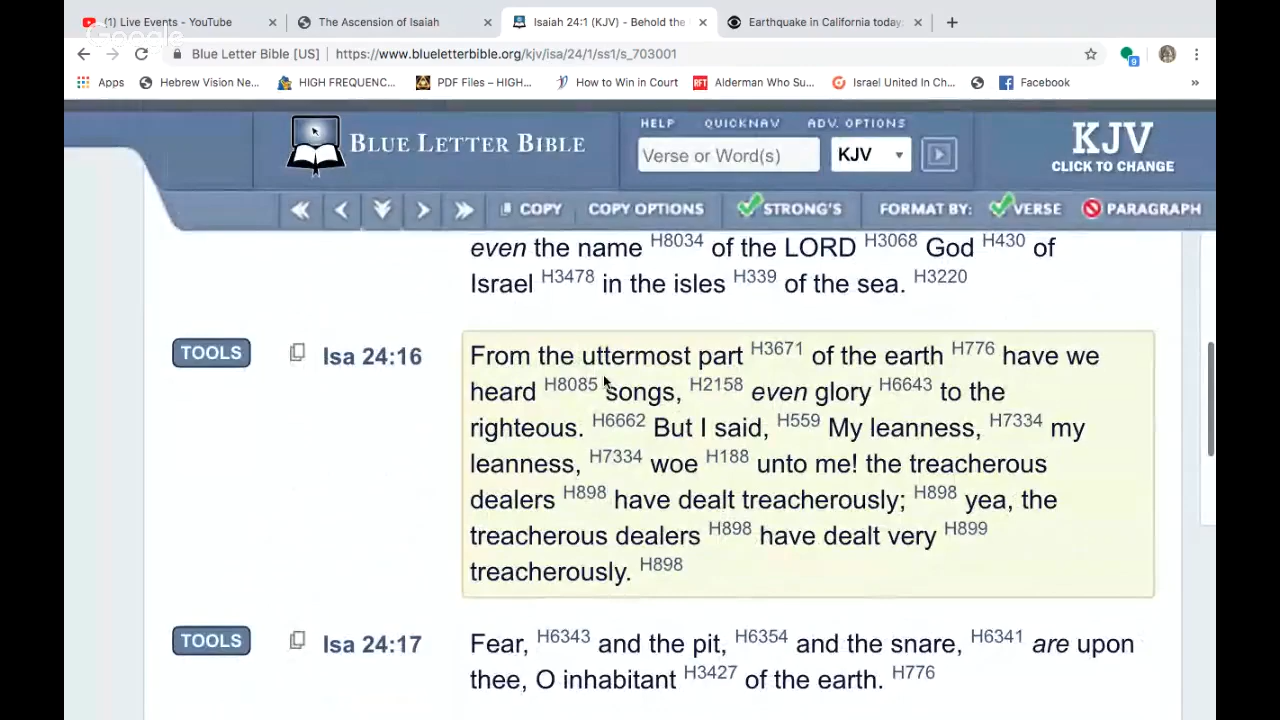 (1) Live Events - YouTube
The Ascension of Isaiah
Isaiah 24:1 (KJV) - Behold the
Earthquake in California today:
Google
Blue Letter Bible [US] | https://www.blueletterbible.org/kjv/isa/24/1/ss1/s_703001
9
Apps
Hebrew Vision Ne...
HIGH FREQUENC...
PDF Files – HIGH...
How to Win in Court
RFT
Alderman Who Su...
Israel United In Ch...
Facebook
»
BLUE LETTER BIBLE
HELP QUICKNAV ADV. OPTIONS
Verse or Word(s) KJV
KJV
CLICK TO CHANGE
COPY COPY OPTIONS STRONG'S FORMAT BY: VERSE PARAGRAPH
even the name H8034 of the LORD H3068 God H430 of
Israel H3478 in the isles H339 of the sea. H3220
TOOLS Isa 24:16 From the uttermost part H3671 of the earth H776 have we
heard H8085 songs, H2158 even glory H6643 to the
righteous. H6662 But I said, H559 My leanness, H7334 my
leanness, H7334 woe H188 unto me! the treacherous
dealers H898 have dealt treacherously; H898 yea, the
treacherous dealers H898 have dealt very H899
treacherously. H898
TOOLS Isa 24:17 Fear, H6343 and the pit, H6354 and the snare, H6341 are upon
thee, O inhabitant H3427 of the earth. H776